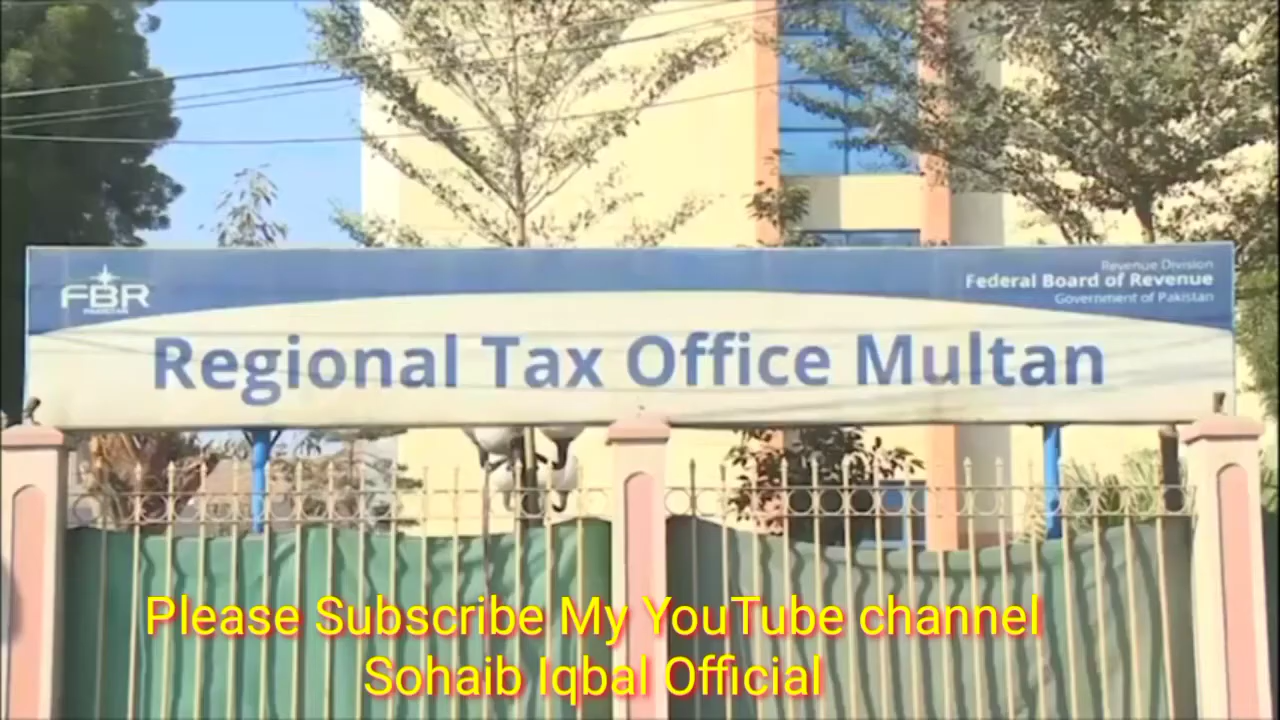 FBR
PAKISTAN
Revenue Division
Federal Board of Revenue
Government of Pakistan
Regional Tax Office Multan
Please Subscribe My YouTube channel
Sohaib Iqbal Official